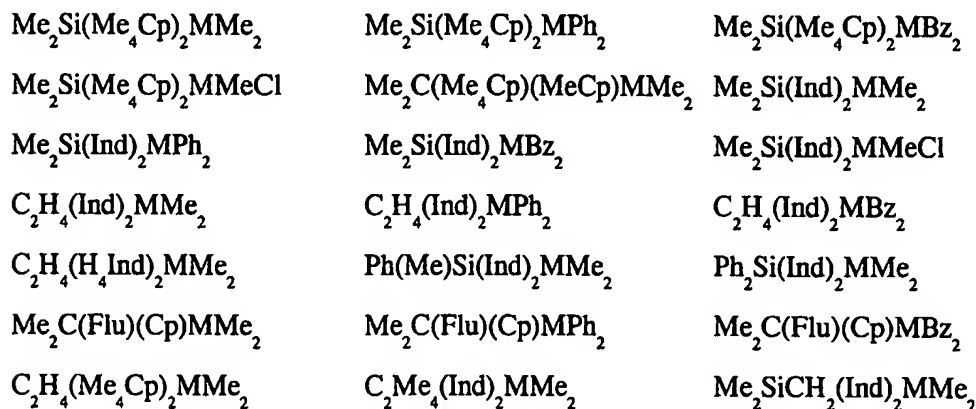 Me₂Si(Me₄Cp)₂MMe₂ Me₂Si(Me₄Cp)₂MPh₂ Me₂Si(Me₄Cp)₂MBz₂
Me₂Si(Me₄Cp)₂MMeCl Me₂C(Me₄Cp)(MeCp)MMe₂ Me₂Si(Ind)₂MMe₂
Me₂Si(Ind)₂MPh₂ Me₂Si(Ind)₂MBz₂ Me₂Si(Ind)₂MMeCl
C₂H₄(Ind)₂MMe₂ C₂H₄(Ind)₂MPh₂ C₂H₄(Ind)₂MBz₂
C₂H₄(H₄Ind)₂MMe₂ Ph(Me)Si(Ind)₂MMe₂ Ph₂Si(Ind)₂MMe₂
Me₂C(Flu)(Cp)MMe₂ Me₂C(Flu)(Cp)MPh₂ Me₂C(Flu)(Cp)MBz₂
C₂H₄(Me₄Cp)₂MMe₂ C₂Me₄(Ind)₂MMe₂ Me₂SiCH₂(Ind)₂MMe₂